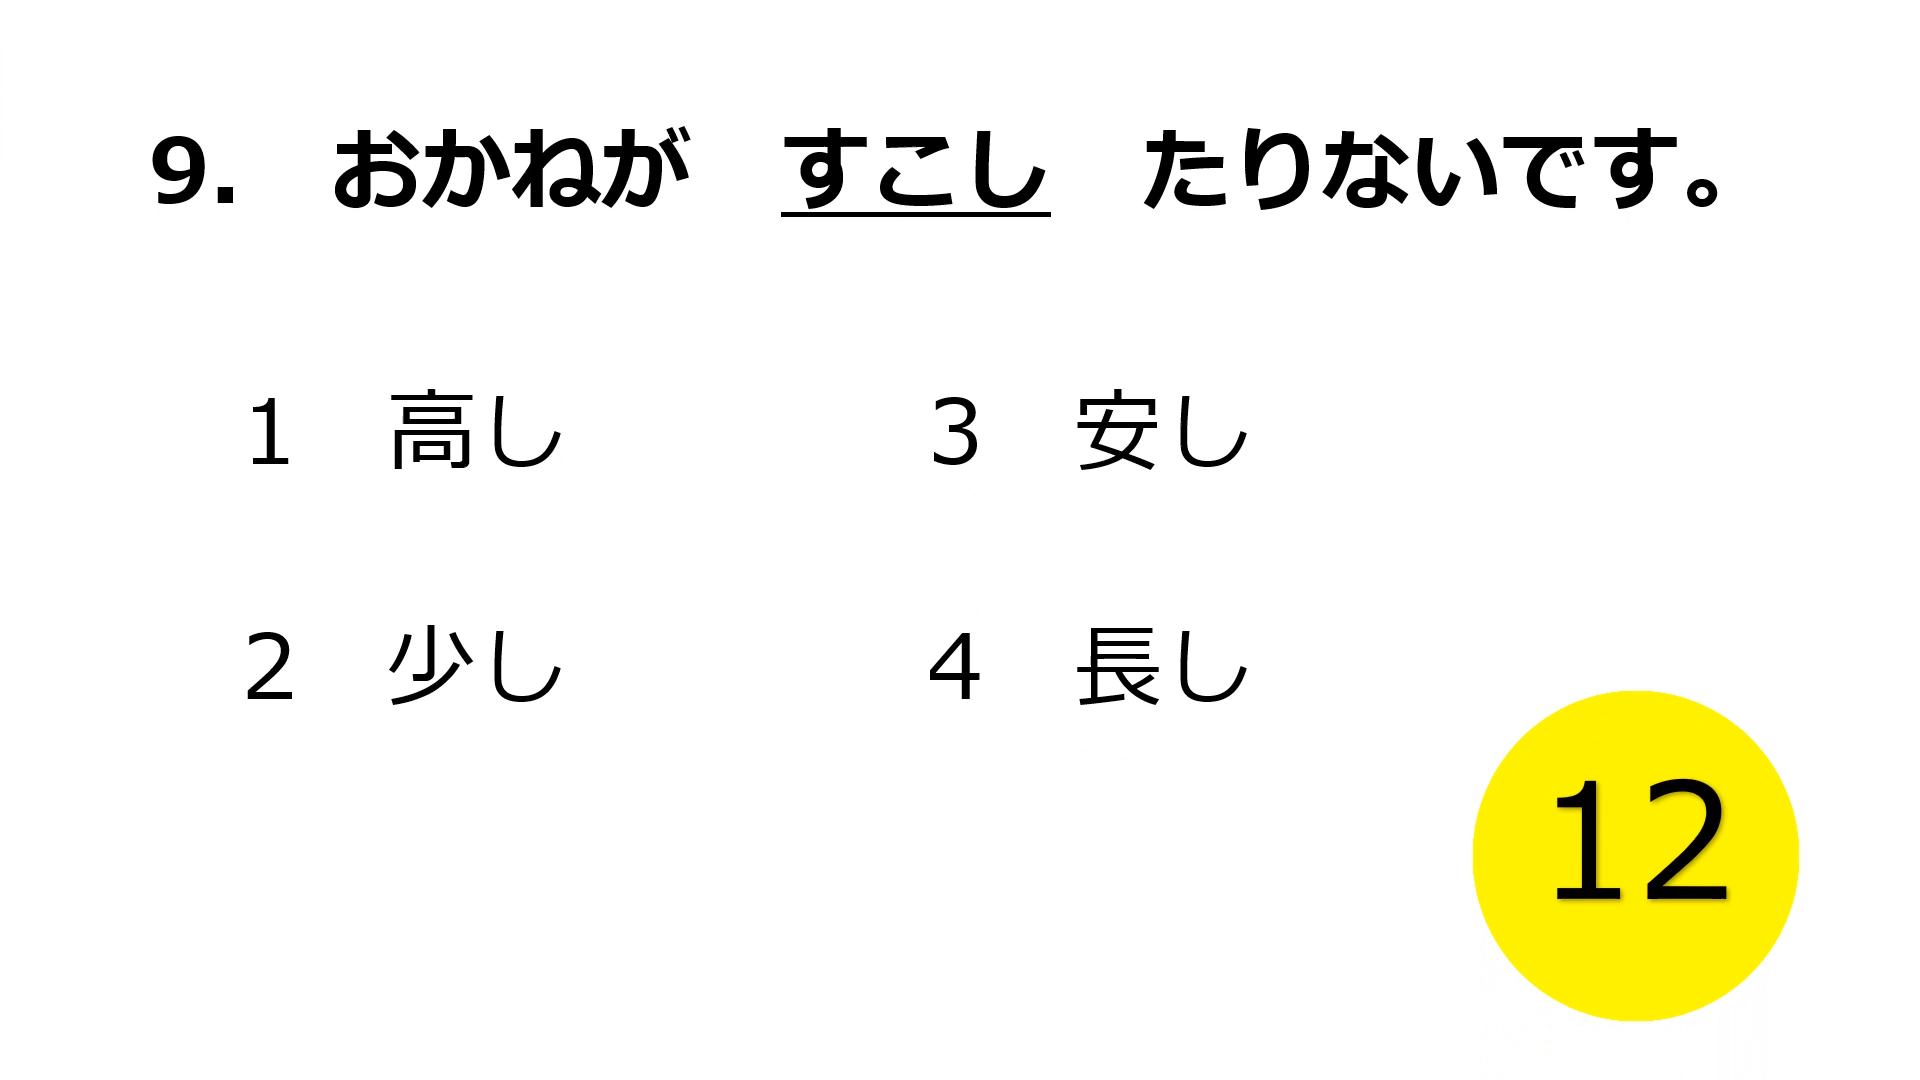 9.　おかねが　すこし　たりないです。
1　高し
3　安し
2　少し
4　長し
12